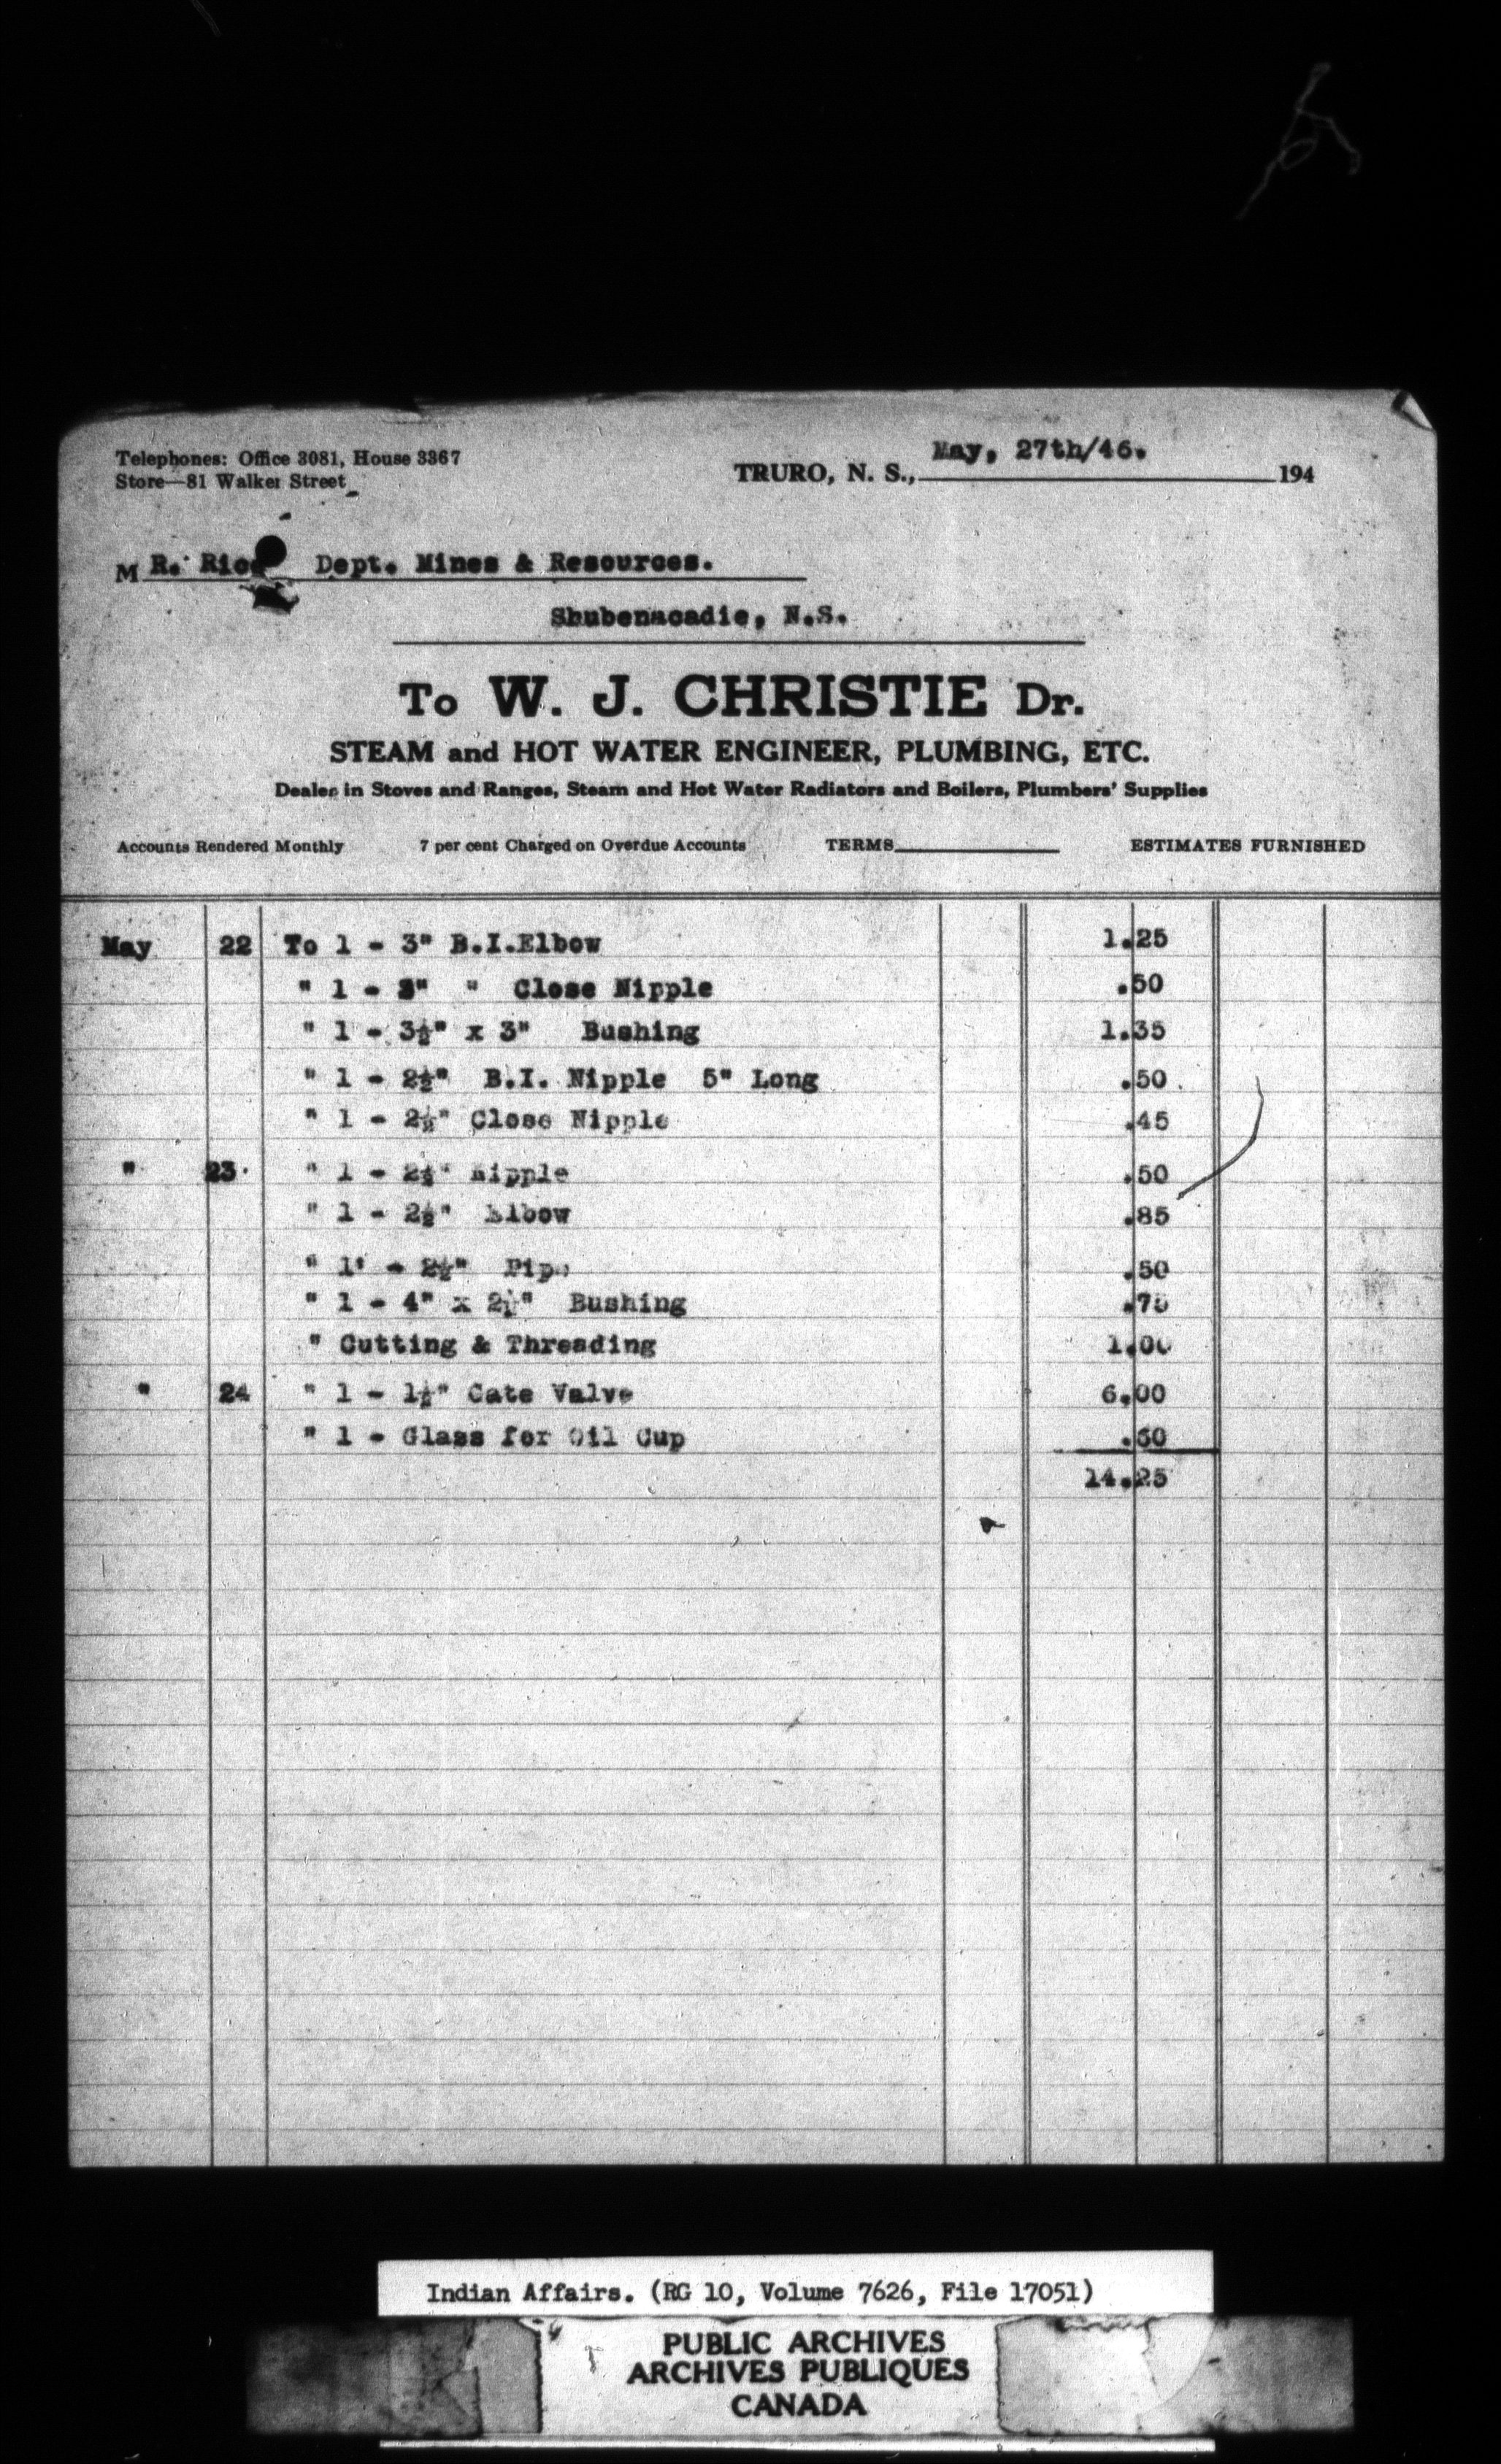 Telephones: Office 3081, House 3367
Store—81 Walker Street
May, 27th/46.
TRURO, N. S., 194
M R. Rice Dept. Mines & Resources.
Shubenacadie, N.S.
To W. J. CHRISTIE Dr.
STEAM and HOT WATER ENGINEER, PLUMBING, ETC.
Dealer in Stoves and Ranges, Steam and Hot Water Radiators and Boilers, Plumbers' Supplies
Accounts Rendered Monthly 7 per cent Charged on Overdue Accounts TERMS ESTIMATES FURNISHED
May 22 To 1 - 3" B.I.Elbow 1.25
" 1 - 3" " Close Nipple .50
" 1 - 3½" x 3" Bushing 1.35
" 1 - 2½" B.I. Nipple 5" Long .50
" 1 - 2½" Close Nipple .45
" 23 " 1 - 2½" Nipple .50
" 1 - 2½" Elbow .85
" 1' - 2½" Pipe .50
" 1 - 4" x 2½" Bushing .75
" Cutting & Threading 1.00
" 24 " 1 - 1½" Gate Valve 6.00
" 1 - Glass for Oil Cup .60
14.25
Indian Affairs. (RG 10, Volume 7626, File 17051)
PUBLIC ARCHIVES
ARCHIVES PUBLIQUES
CANADA